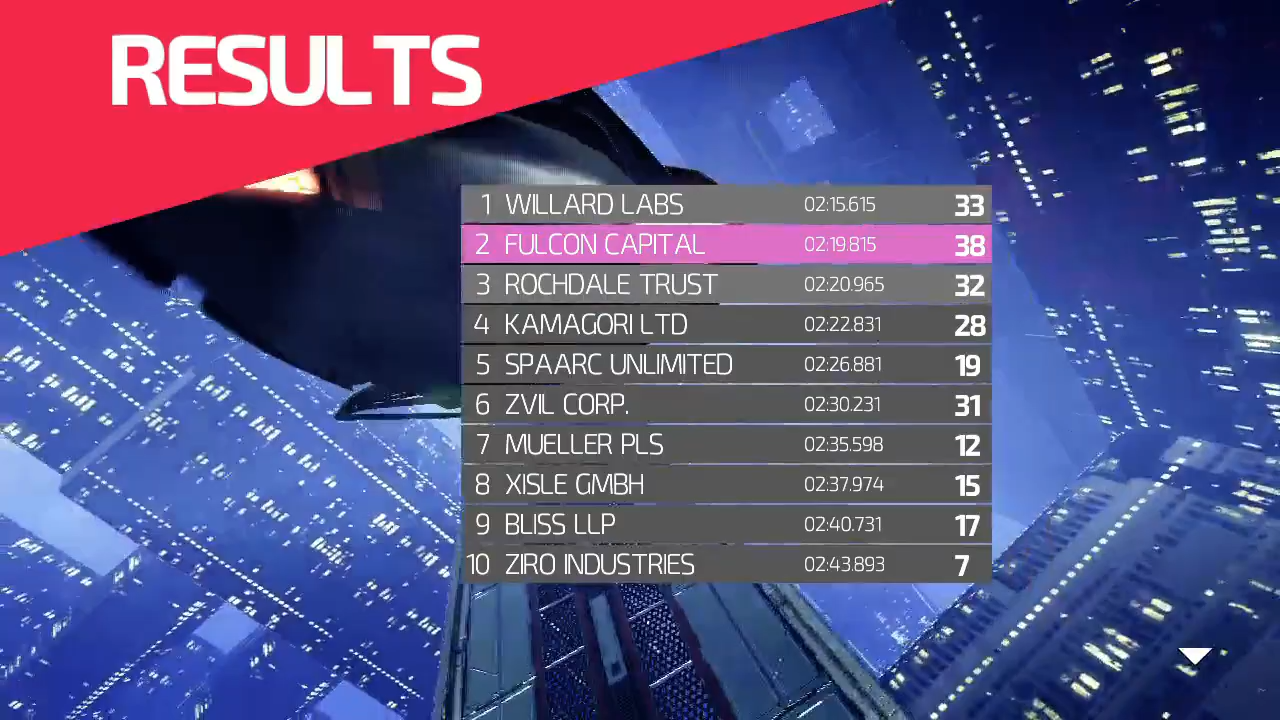 RESULTS
1 WILLARD LABS 02:15.615 33
2 FULCON CAPITAL 02:19.815 38
3 ROCHDALE TRUST 02:20.965 32
4 KAMAGORI LTD 02:22.831 28
5 SPAARC UNLIMITED 02:26.881 19
6 ZVIL CORP. 02:30.231 31
7 MUELLER PLS 02:35.598 12
8 XISLE GMBH 02:37.974 15
9 BLISS LLP 02:40.731 17
10 ZIRO INDUSTRIES 02:43.893 7